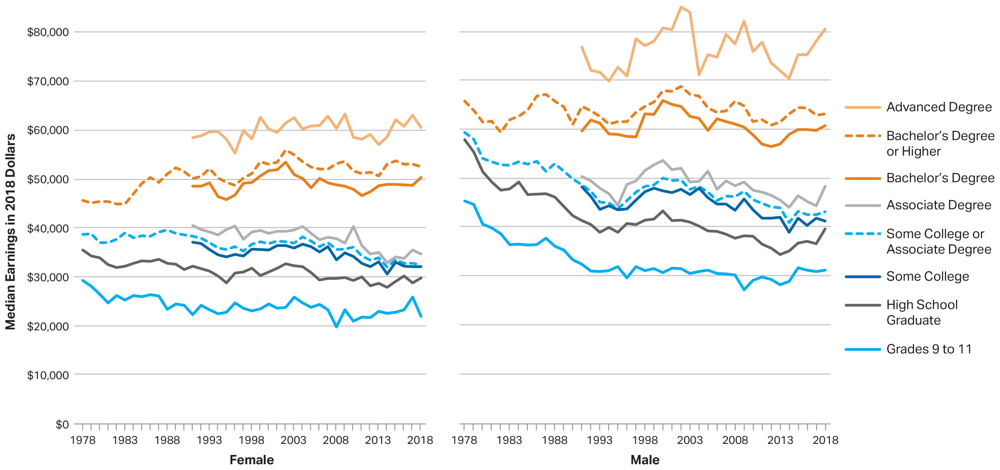 Median Earnings in 2018 Dollars
$80,000
$70,000
$60,000
$50,000
$40,000
$30,000
$20,000
$10,000
$0
1978 1983 1988 1993 1998 2003 2008 2013 2018
Female
1978 1983 1988 1993 1998 2003 2008 2013 2018
Male
Advanced Degree
Bachelor’s Degree
or Higher
Bachelor’s Degree
Associate Degree
Some College or
Associate Degree
Some College
High School
Graduate
Grades 9 to 11